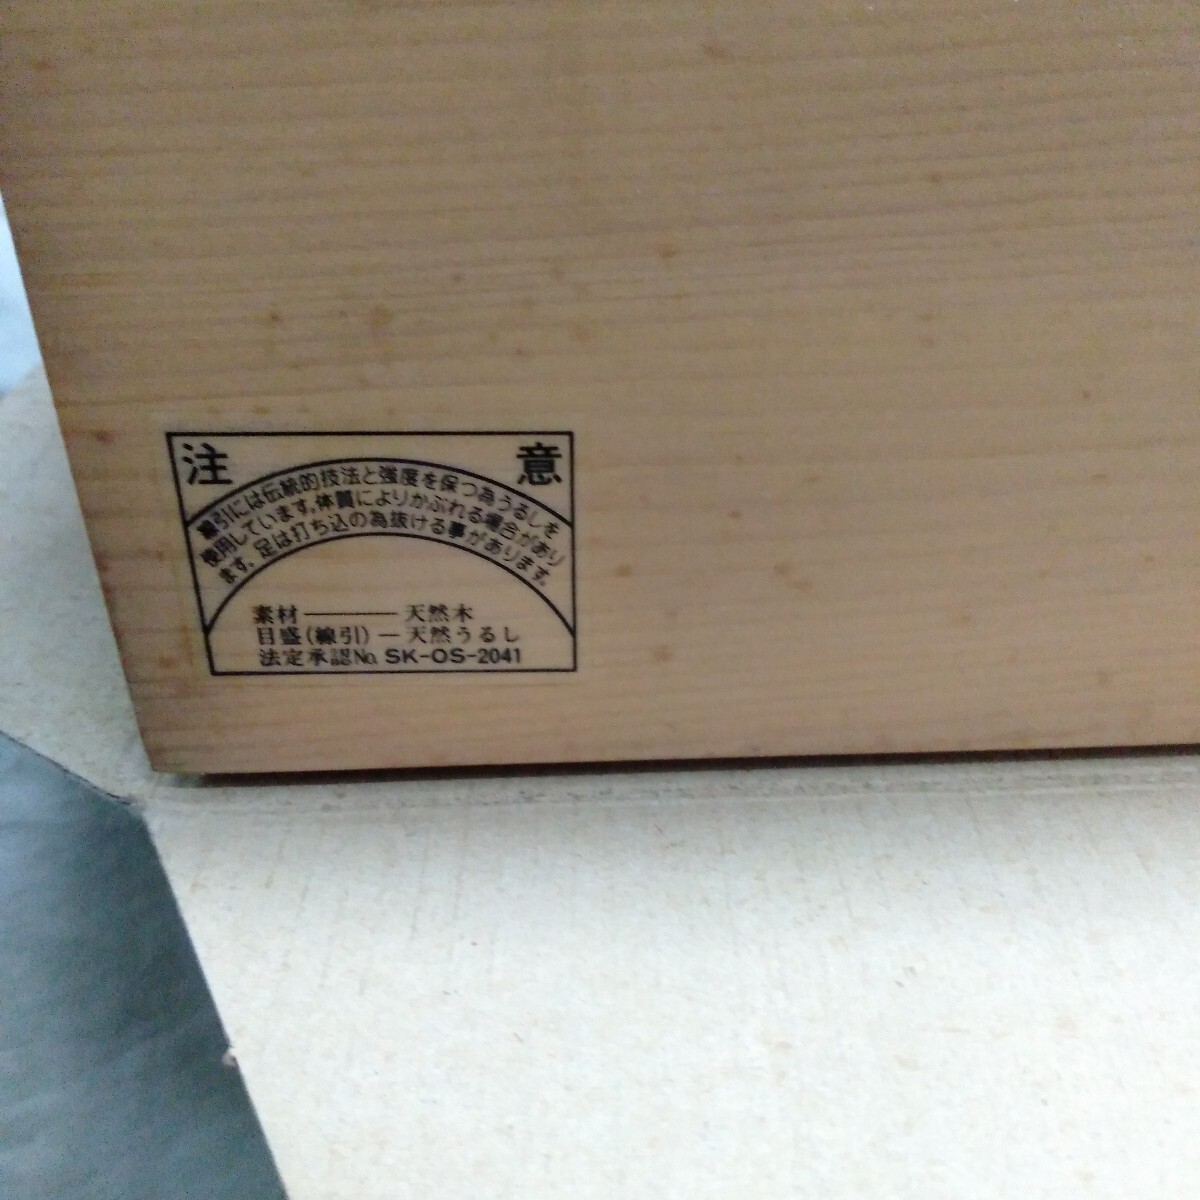 注意
線引には伝統的技法と強度を保つ為うるしを
使用しています。体質によりかぶれる場合があり
ます。足は打ち込の為抜ける事があります。
素材 ――― 天然木
目盛(線引) ― 天然うるし
法定承認No. SK-OS-2041